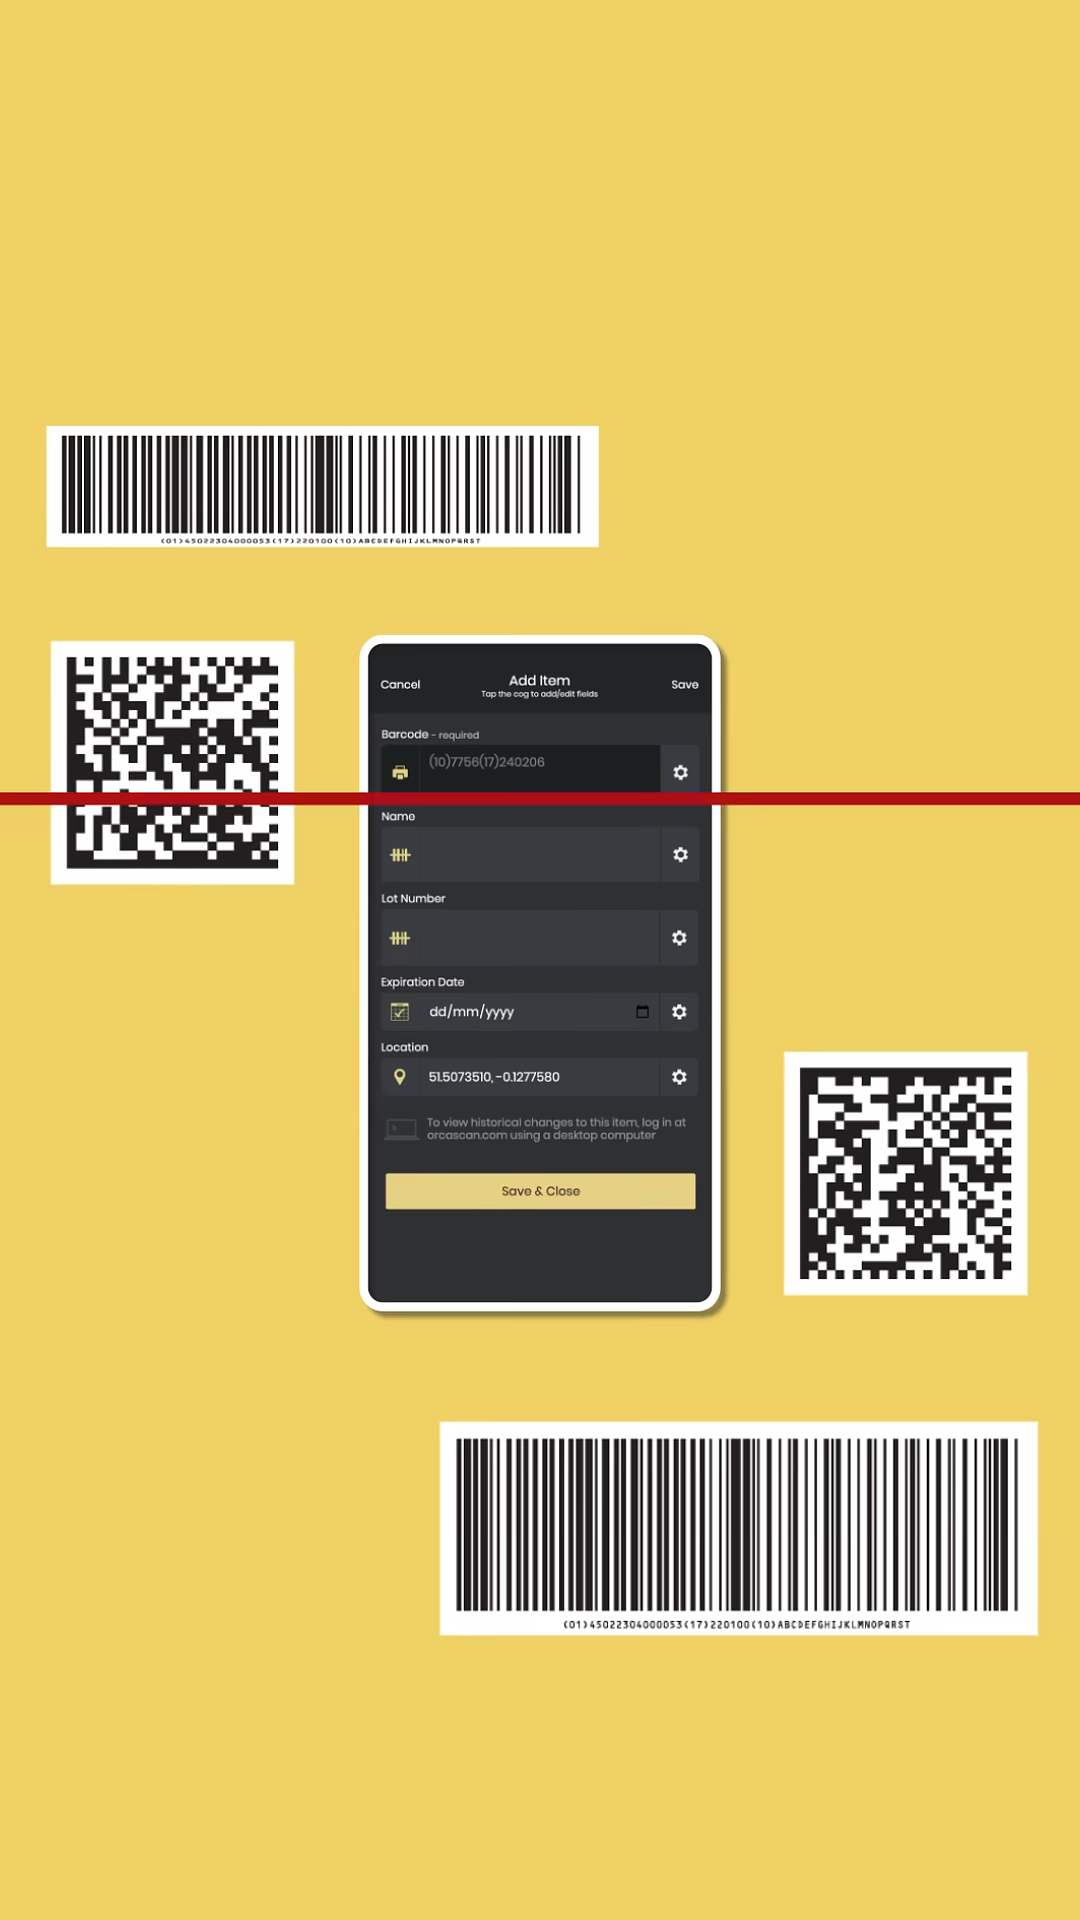 (01)45022304000053(17)220100(10)ABCDEFGHIJKLMNOPQRST
Cancel
Add Item
Save
Tap the cog to add/edit fields
Barcode - required
(10)7756(17)240206
Name
Lot Number
Expiration Date
dd/mm/yyyy
Location
51.5073510, -0.1277580
To view historical changes to this item, log in at
orcascan.com using a desktop computer
Save & Close
(01)45022304000053(17)220100(10)ABCDEFGHIJKLMNOPQRST